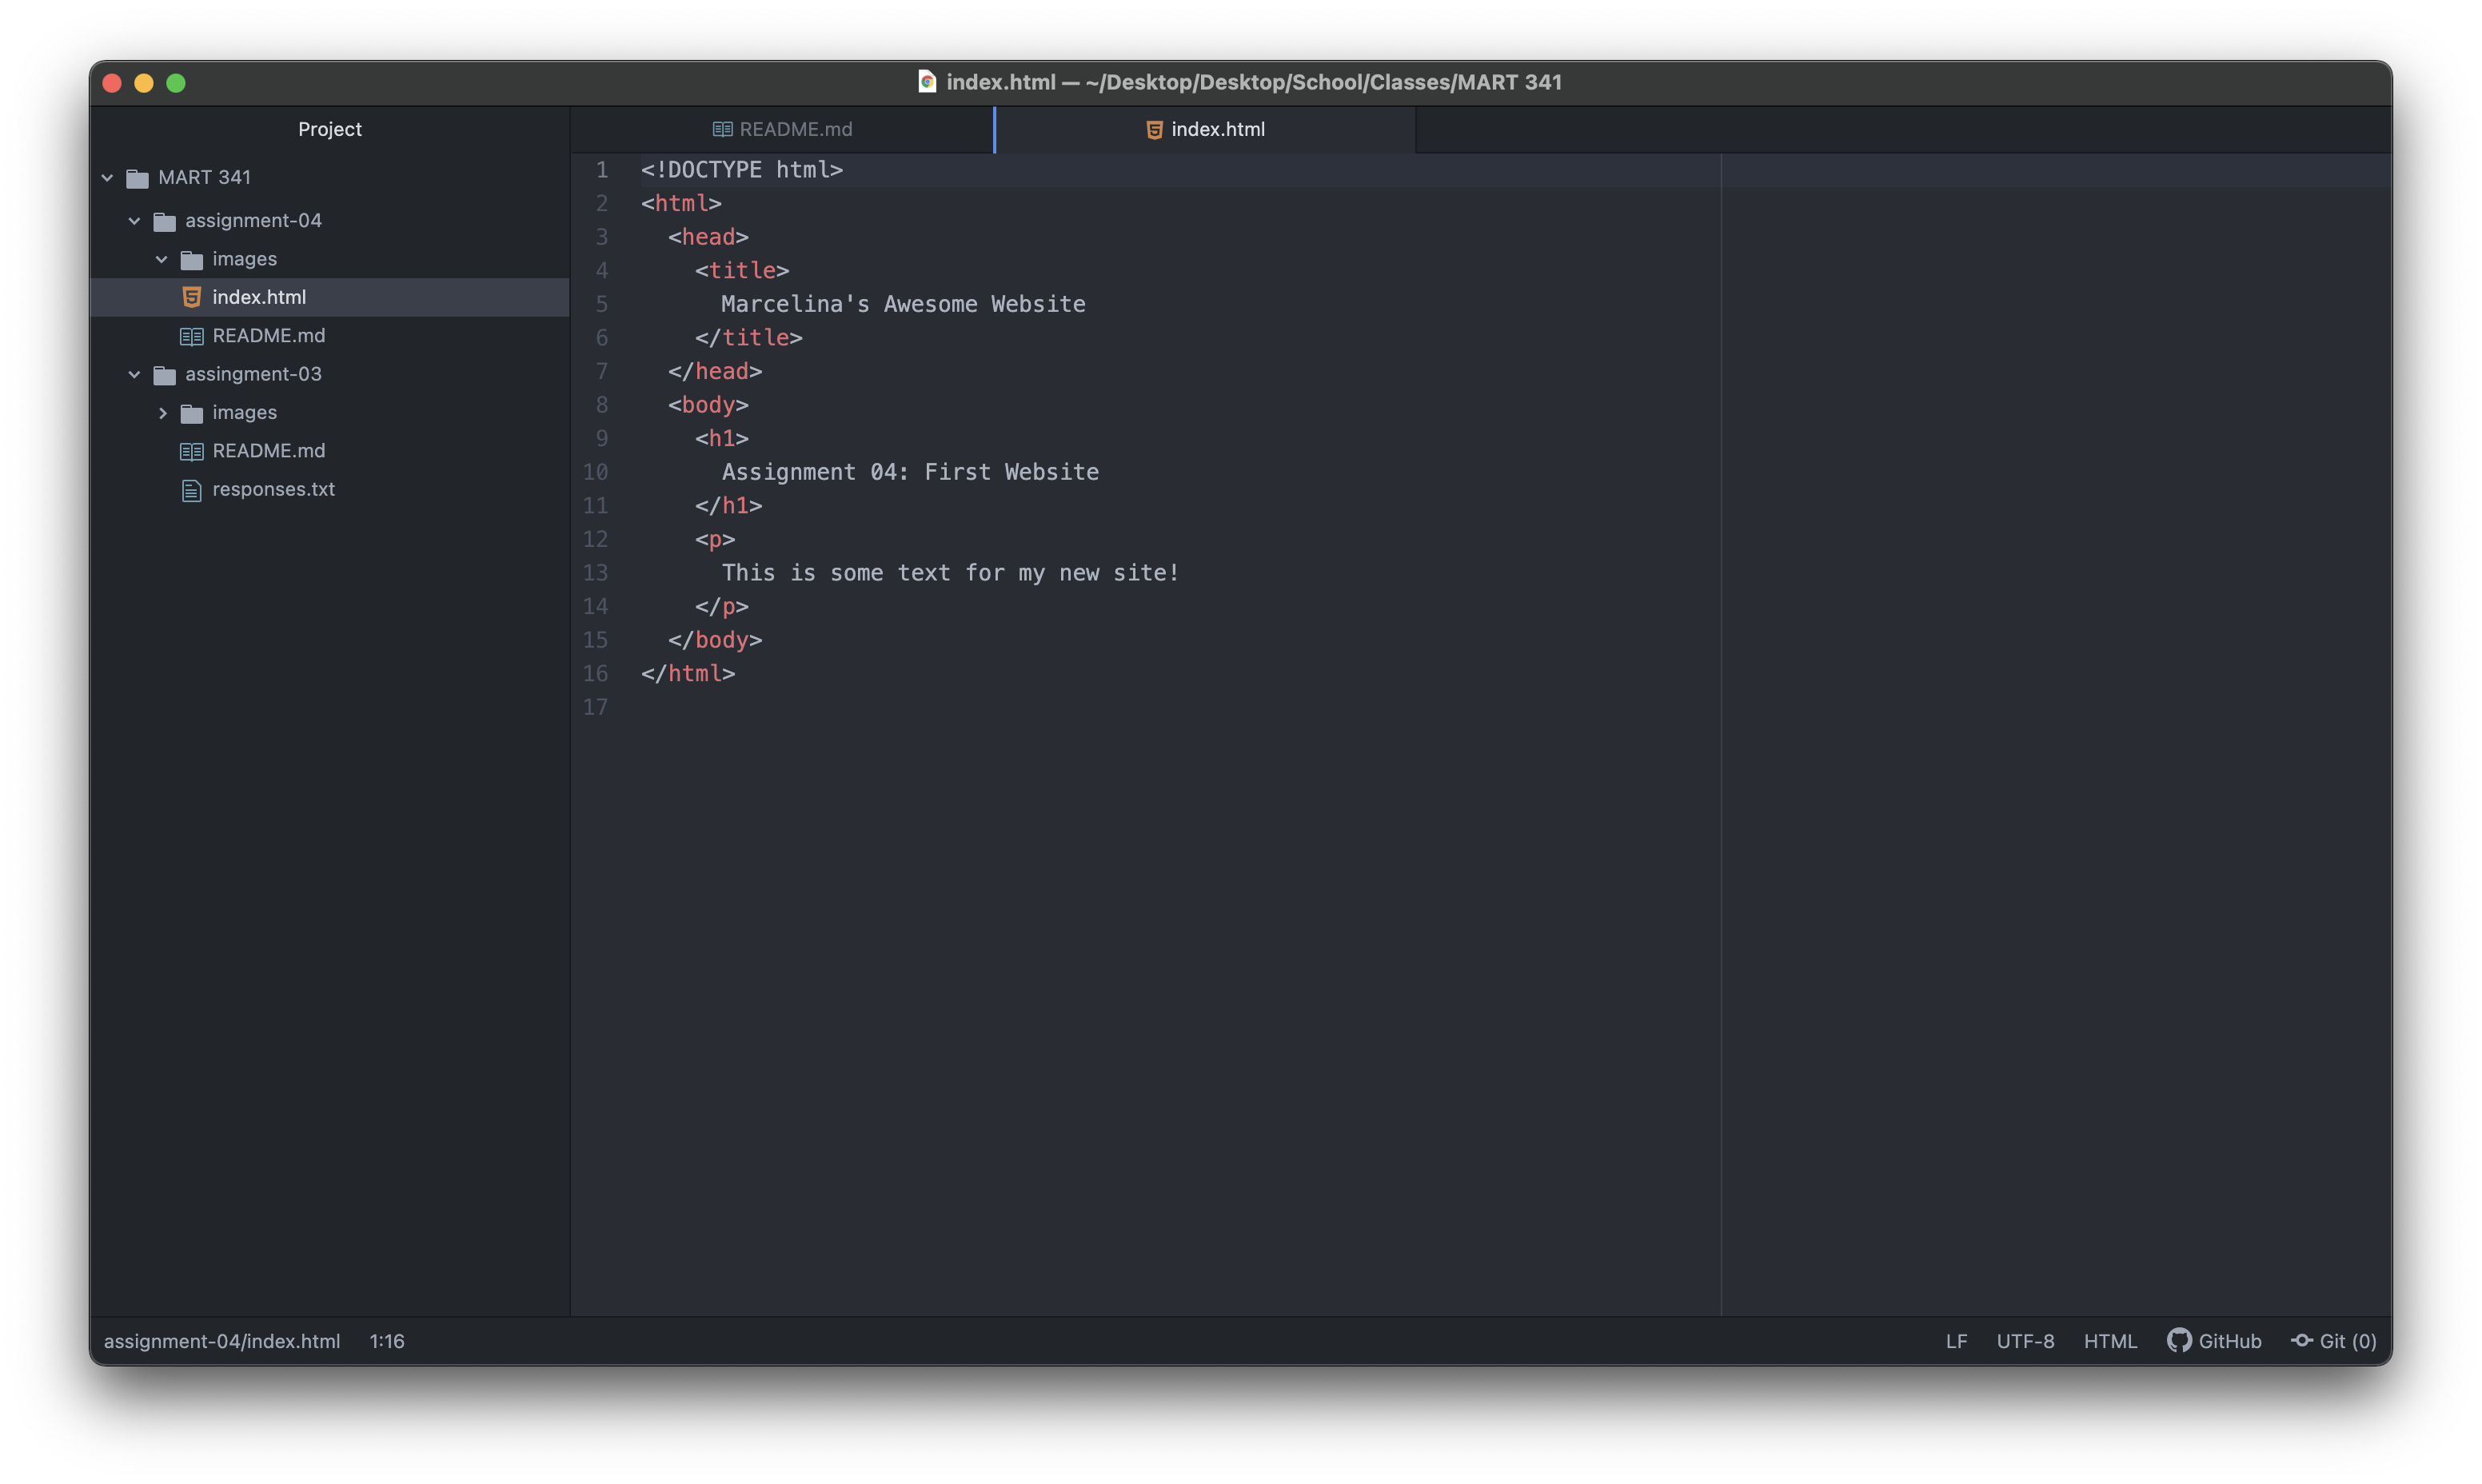 index.html — ~/Desktop/Desktop/School/Classes/MART 341
Project
MART 341
assignment-04
images
index.html
README.md
assingment-03
images
README.md
responses.txt
README.md
index.html
1 <!DOCTYPE html>
2 <html>
3   <head>
4     <title>
5       Marcelina's Awesome Website
6     </title>
7   </head>
8   <body>
9     <h1>
10       Assignment 04: First Website
11     </h1>
12     <p>
13       This is some text for my new site!
14     </p>
15   </body>
16 </html>
17
assignment-04/index.html 1:16 LF UTF-8 HTML GitHub Git (0)